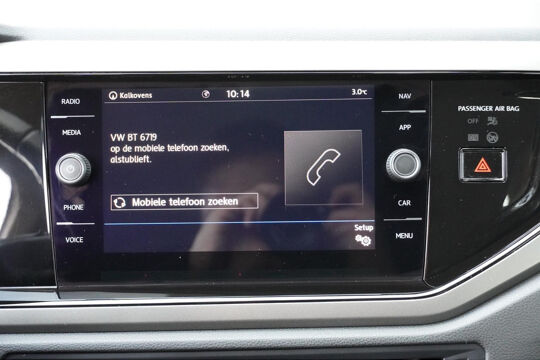 RADIO
MEDIA
PHONE
VOICE
Kalkovens 10:14 3.0°C
VW BT 6719
op de mobiele telefoon zoeken,
alstublieft.
Mobiele telefoon zoeken
Setup
NAV
APP
CAR
MENU
PASSENGER AIR BAG
OFF